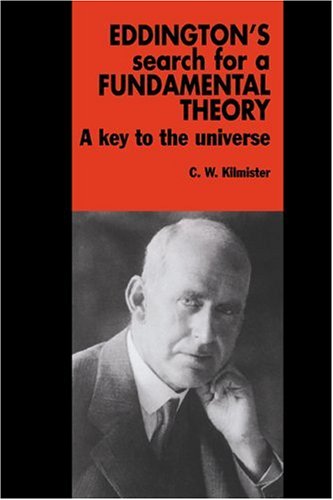 EDDINGTON'S
search for a
FUNDAMENTAL
THEORY
A key to the universe
C. W. Kilmister